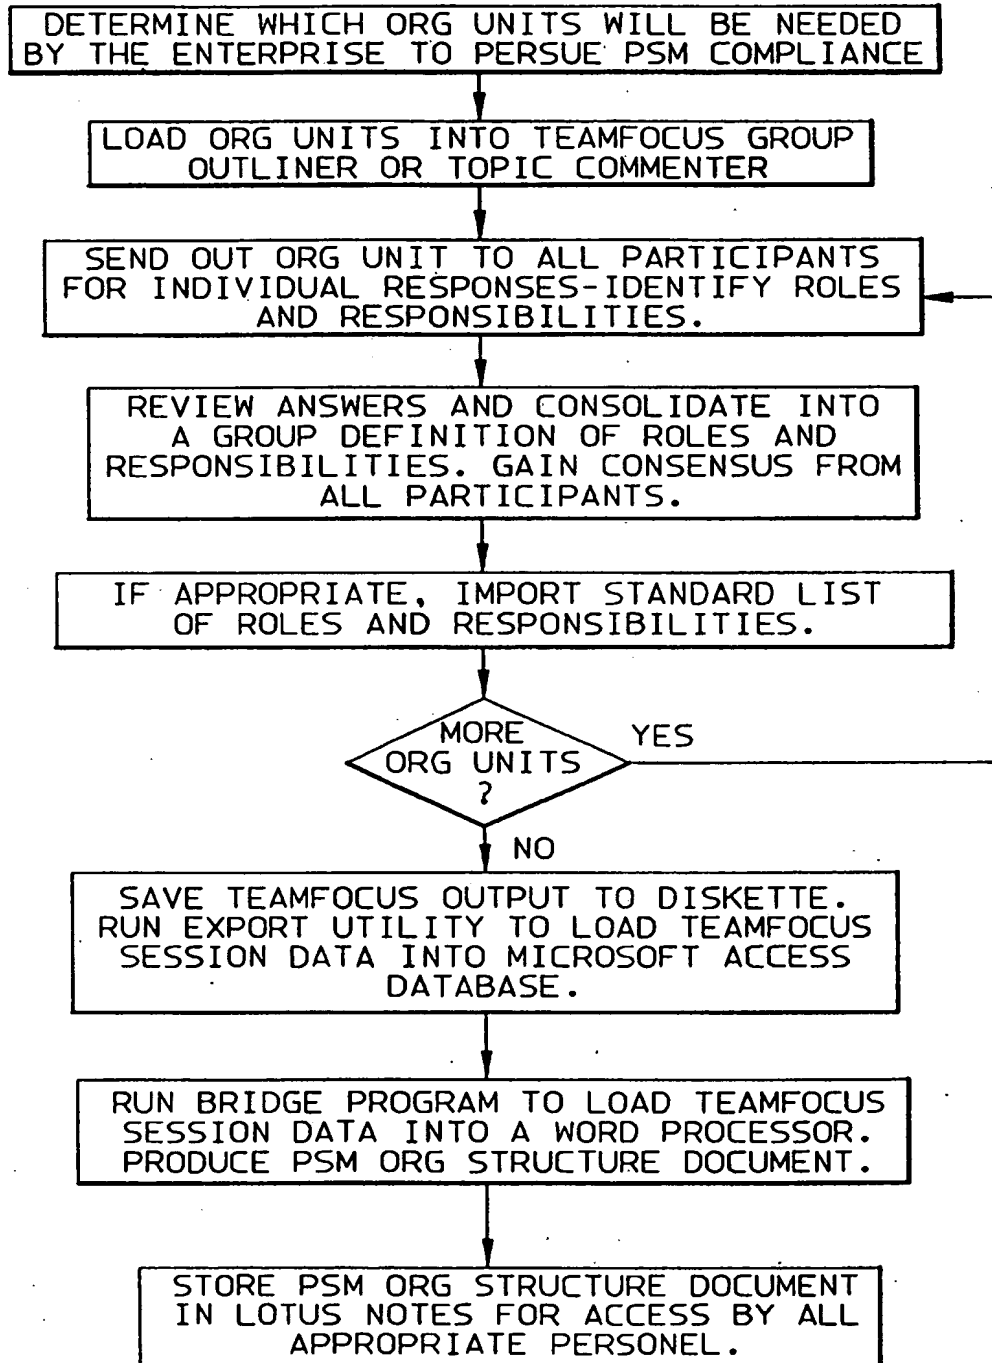 DETERMINE WHICH ORG UNITS WILL BE NEEDED
BY THE ENTERPRISE TO PERSUE PSM COMPLIANCE
LOAD ORG UNITS INTO TEAMFOCUS GROUP
OUTLINER OR TOPIC COMMENTER
SEND OUT ORG UNIT TO ALL PARTICIPANTS
FOR INDIVIDUAL RESPONSES-IDENTIFY ROLES
AND RESPONSIBILITIES.
REVIEW ANSWERS AND CONSOLIDATE INTO
A GROUP DEFINITION OF ROLES AND
RESPONSIBILITIES. GAIN CONSENSUS FROM
ALL PARTICIPANTS.
IF APPROPRIATE, IMPORT STANDARD LIST
OF ROLES AND RESPONSIBILITIES.
MORE
ORG UNITS
?
YES
NO
SAVE TEAMFOCUS OUTPUT TO DISKETTE.
RUN EXPORT UTILITY TO LOAD TEAMFOCUS
SESSION DATA INTO MICROSOFT ACCESS
DATABASE.
RUN BRIDGE PROGRAM TO LOAD TEAMFOCUS
SESSION DATA INTO A WORD PROCESSOR.
PRODUCE PSM ORG STRUCTURE DOCUMENT.
STORE PSM ORG STRUCTURE DOCUMENT
IN LOTUS NOTES FOR ACCESS BY ALL
APPROPRIATE PERSONEL.